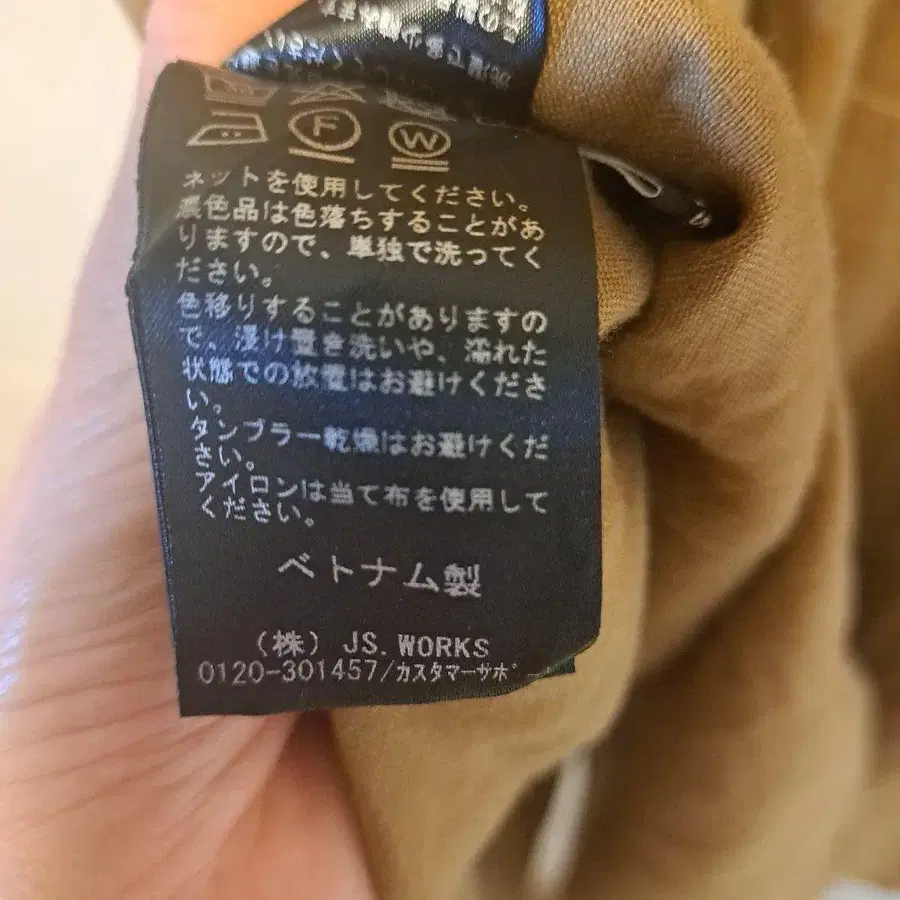 F W
ネットを使用してください。
濃色品は色落ちすることがあ
りますので、単独で洗ってく
ださい。
色移りすることがありますの
で、浸け置き洗いや、濡れた
状態での放置はお避けくださ
い。
タンブラー乾燥はお避けくだ
さい。
アイロンは当て布を使用して
ください。
ベトナム製
（株）JS.WORKS
0120-301457/カスタマーサポ